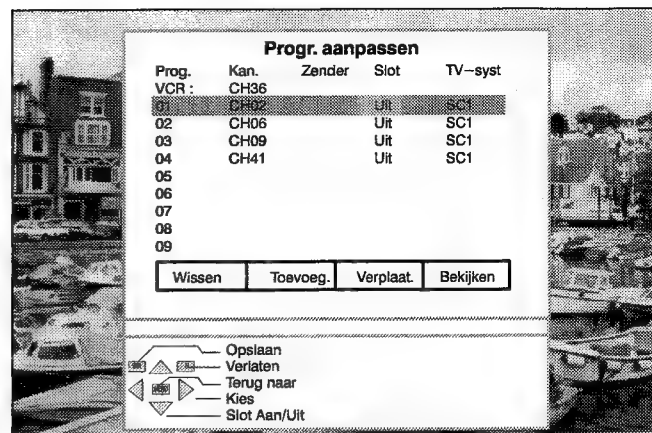 Progr. aanpassen
Prog. Kan. Zender Slot TV-syst
VCR : CH36
01 CH02 Uit SC1
02 CH06 Uit SC1
03 CH09 Uit SC1
04 CH41 Uit SC1
05
06
07
08
09
Wissen Toevoeg. Verplaat. Bekijken
Opslaan
Verlaten
Terug naar
Kies
Slot Aan/Uit